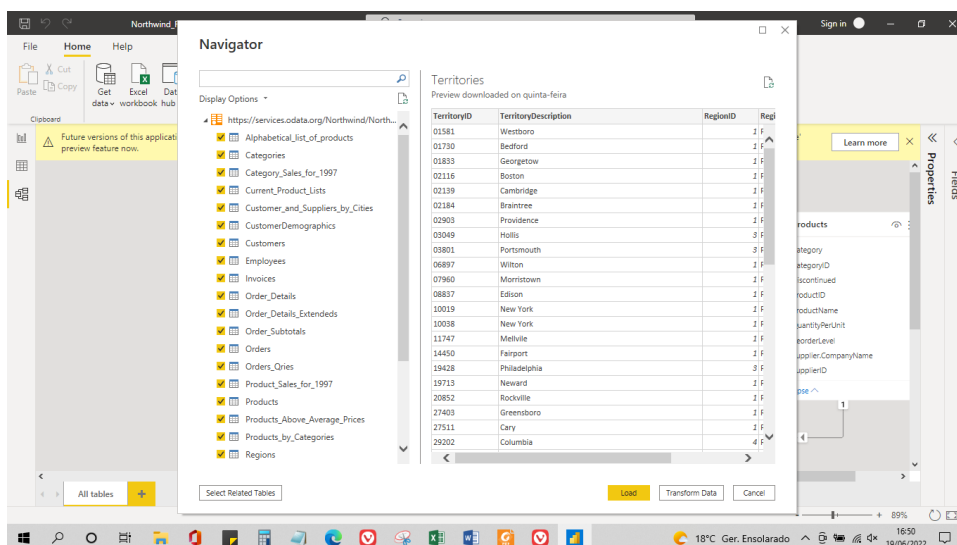 Northwind_
Sign in
File Home Help
Paste
Cut
Copy
Get data
Excel workbook
Dat hub
Clipboard
Future versions of this applicati
preview feature now.
Learn more
Properties
Fields
Navigator
Display Options
https://services.odata.org/Northwind/North...
Alphabetical_list_of_products
Categories
Category_Sales_for_1997
Current_Product_Lists
Customer_and_Suppliers_by_Cities
CustomerDemographics
Customers
Employees
Invoices
Order_Details
Order_Details_Extendeds
Order_Subtotals
Orders
Orders_Qries
Product_Sales_for_1997
Products
Products_Above_Average_Prices
Products_by_Categories
Regions
Territories
Preview downloaded on quinta-feira
TerritoryID TerritoryDescription RegionID Regi
01581 Westboro 1
01730 Bedford 1
01833 Georgetow 1
02116 Boston 1
02139 Cambridge 1
02184 Braintree 1
02903 Providence 1
03049 Hollis 3
03801 Portsmouth 3
06897 Wilton 1
07960 Morristown 1
08837 Edison 1
10019 New York 1
10038 New York 1
11747 Mellvile 1
14450 Fairport 1
19428 Philadelphia 3
19713 Neward 1
20852 Rockville 1
27403 Greensboro 1
27511 Cary 1
29202 Columbia 4
Select Related Tables
Load
Transform Data
Cancel
roducts
ategory
ategoryID
iscontinued
roductID
roductName
uantityPerUnit
eorderLevel
upplier.CompanyName
upplierID
pse
1
All tables
89%
18°C Ger. Ensolarado
16:50
19/06/2022